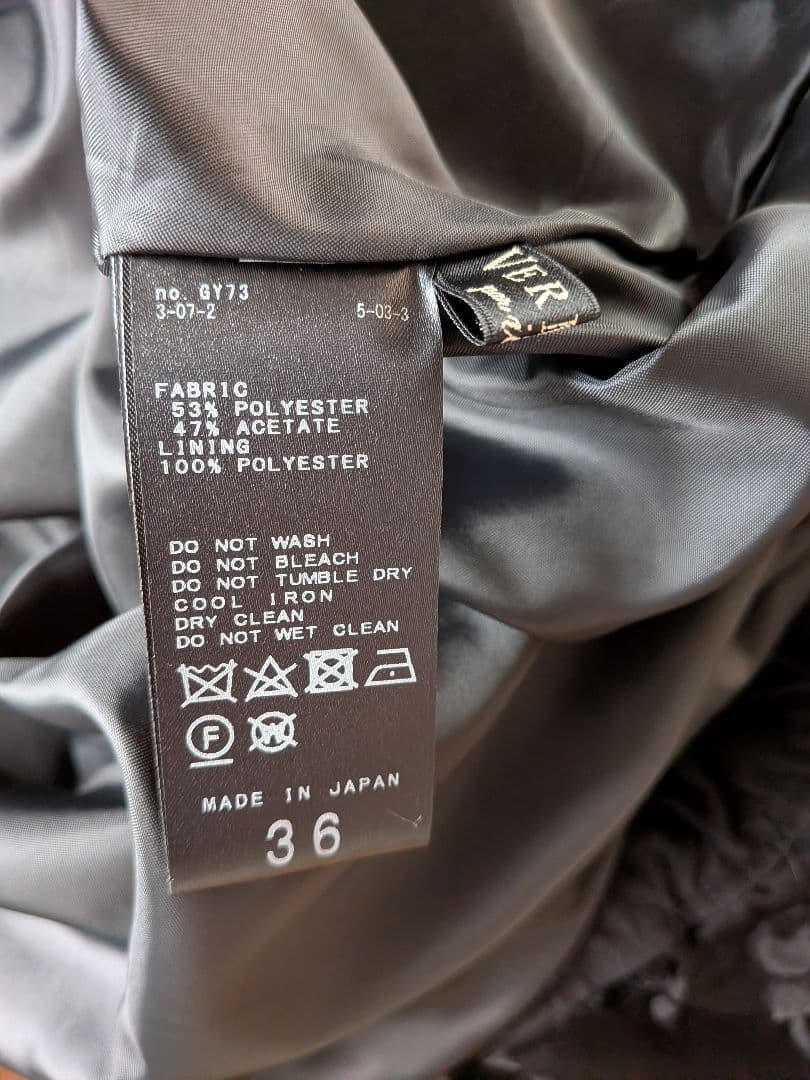 no. GY73
3-07-2 5-03-3
FABRIC
53% POLYESTER
47% ACETATE
LINING
100% POLYESTER
DO NOT WASH
DO NOT BLEACH
DO NOT TUMBLE DRY
COOL IRON
DRY CLEAN
DO NOT WET CLEAN
F W
MADE IN JAPAN
36
VER